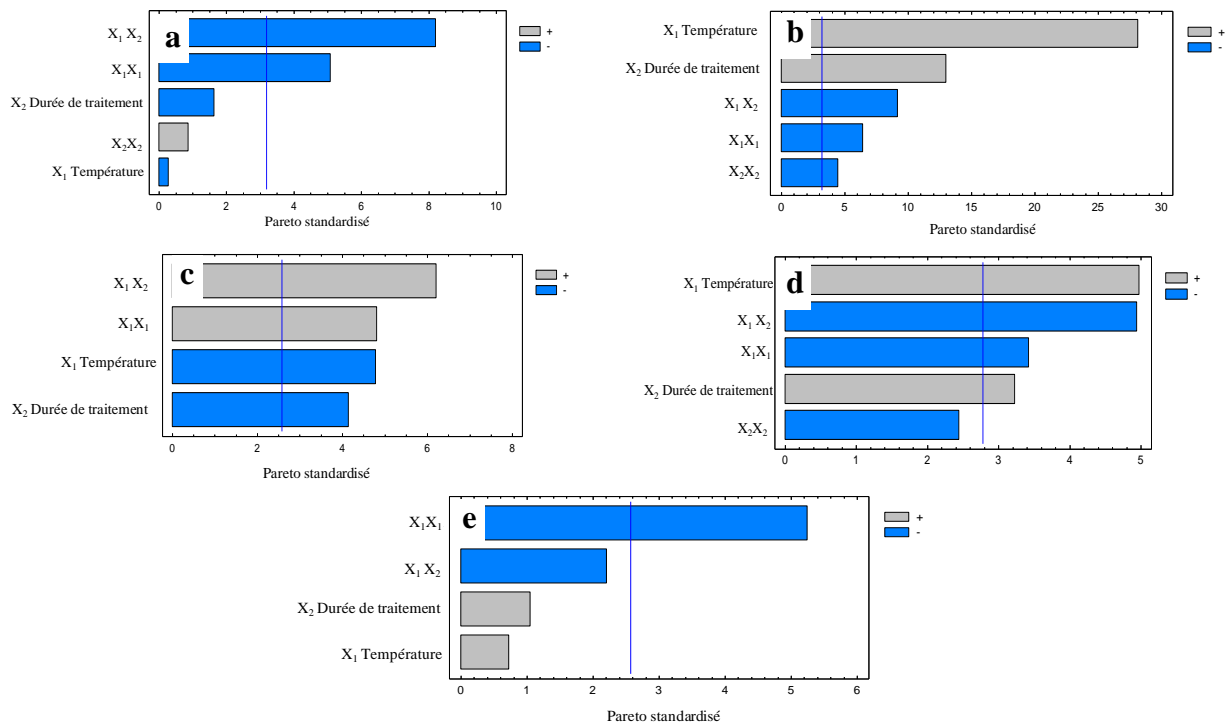 a
X₁ X₂
X₁X₁
X₂ Durée de traitement
X₂X₂
X₁ Température
0 2 4 6 8 10
Pareto standardisé
+
-
b
X₁ Température
X₂ Durée de traitement
X₁ X₂
X₁X₁
X₂X₂
0 5 10 15 20 25 30
Pareto standardisé
+
-
c
X₁ X₂
X₁X₁
X₁ Température
X₂ Durée de traitement
0 2 4 6 8
Pareto standardisé
+
-
d
X₁ Température
X₁ X₂
X₁X₁
X₂ Durée de traitement
X₂X₂
0 1 2 3 4 5
Pareto standardisé
+
-
e
X₁X₁
X₁ X₂
X₂ Durée de traitement
X₁ Température
0 1 2 3 4 5 6
Pareto standardisé
+
-